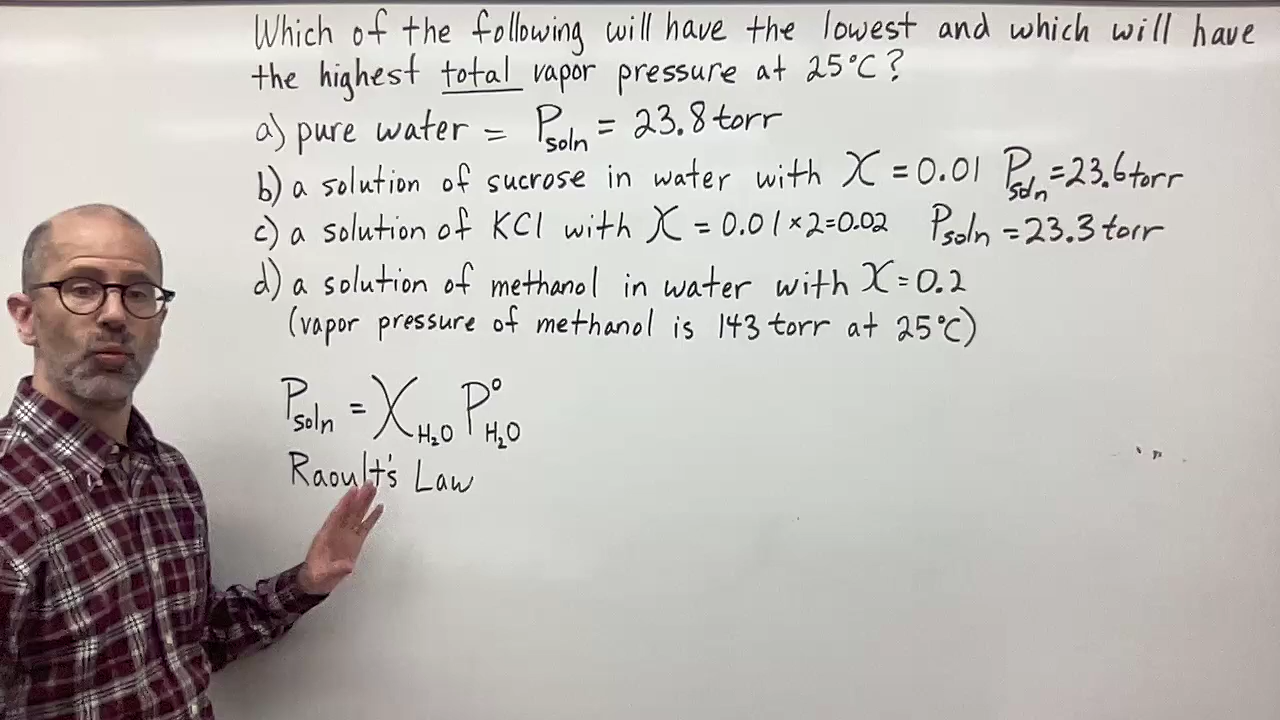 Which of the following will have the lowest and which will have
the highest total vapor pressure at 25°C?
a) pure water = Psoln = 23.8 torr
b) a solution of sucrose in water with X = 0.01 Psoln = 23.6 torr
c) a solution of KCl with X = 0.01 × 2 = 0.02 Psoln = 23.3 torr
d) a solution of methanol in water with X = 0.2
(vapor pressure of methanol is 143 torr at 25°C)
Psoln = X H₂O P° H₂O
Raoult's Law